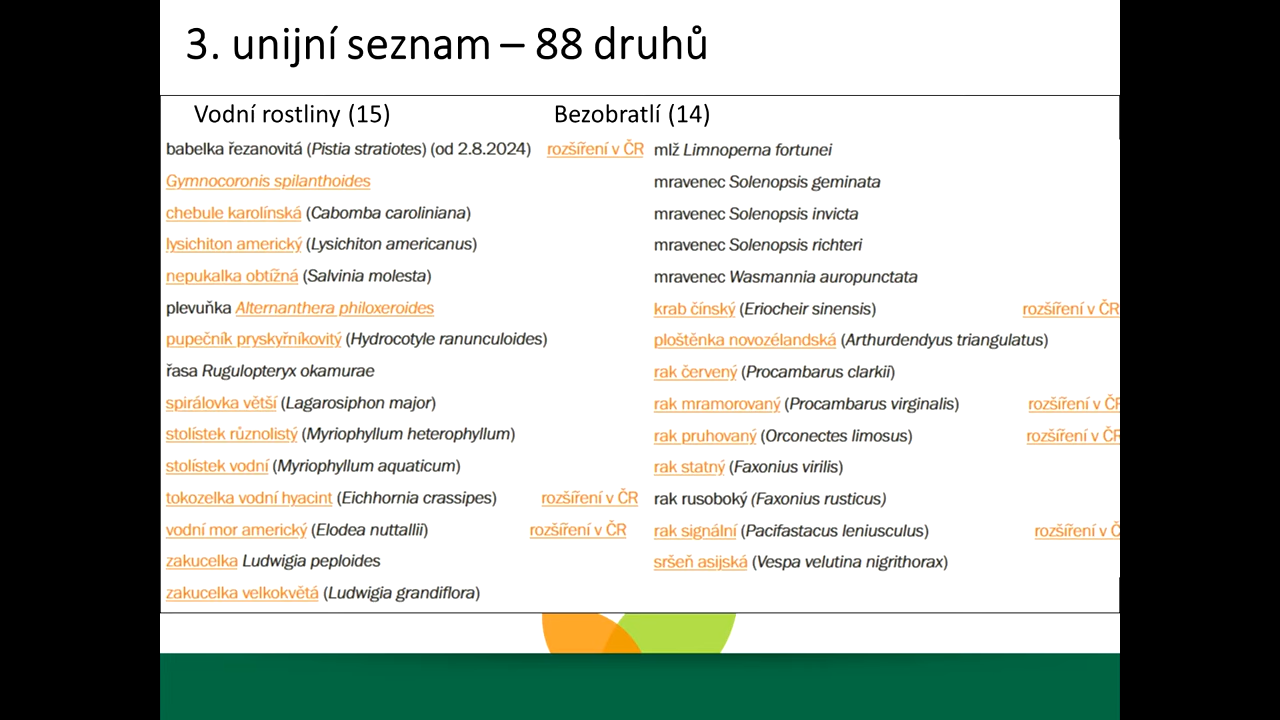 3. unijní seznam – 88 druhů
Vodní rostliny (15)
babelka řezanovitá (Pistia stratiotes) (od 2.8.2024) rozšíření v ČR
Gymnocoronis spilanthoides
chebule karolínská (Cabomba caroliniana)
lysichiton americký (Lysichiton americanus)
nepukalka obtížná (Salvinia molesta)
plevuňka Alternanthera philoxeroides
pupečník pryskyřníkovitý (Hydrocotyle ranunculoides)
řasa Rugulopteryx okamurae
spirálovka větší (Lagarosiphon major)
stolístek různolistý (Myriophyllum heterophyllum)
stolístek vodní (Myriophyllum aquaticum)
tokozelka vodní hyacint (Eichhornia crassipes) rozšíření v ČR
vodní mor americký (Elodea nuttallii) rozšíření v ČR
zakucelka Ludwigia peploides
zakucelka velkokvětá (Ludwigia grandiflora)
Bezobratlí (14)
mlž Limnoperna fortunei
mravenec Solenopsis geminata
mravenec Solenopsis invicta
mravenec Solenopsis richteri
mravenec Wasmannia auropunctata
krab čínský (Eriocheir sinensis) rozšíření v ČR
ploštěnka novozélandská (Arthurdendyus triangulatus)
rak červený (Procambarus clarkii)
rak mramorovaný (Procambarus virginalis) rozšíření v ČR
rak pruhovaný (Orconectes limosus) rozšíření v ČR
rak statný (Faxonius virilis)
rak rusoboký (Faxonius rusticus)
rak signální (Pacifastacus leniusculus) rozšíření v Č
sršeň asijská (Vespa velutina nigrithorax)